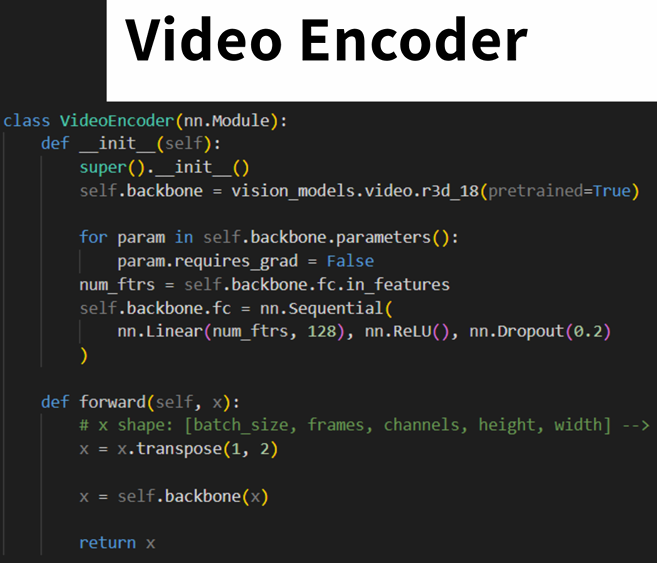 Video Encoder
class VideoEncoder(nn.Module):
    def __init__(self):
        super().__init__()
        self.backbone = vision_models.video.r3d_18(pretrained=True)
        for param in self.backbone.parameters():
            param.requires_grad = False
        num_ftrs = self.backbone.fc.in_features
        self.backbone.fc = nn.Sequential(
            nn.Linear(num_ftrs, 128), nn.ReLU(), nn.Dropout(0.2)
        )
    def forward(self, x):
        # x shape: [batch_size, frames, channels, height, width] -->
        x = x.transpose(1, 2)
        x = self.backbone(x)
        return x